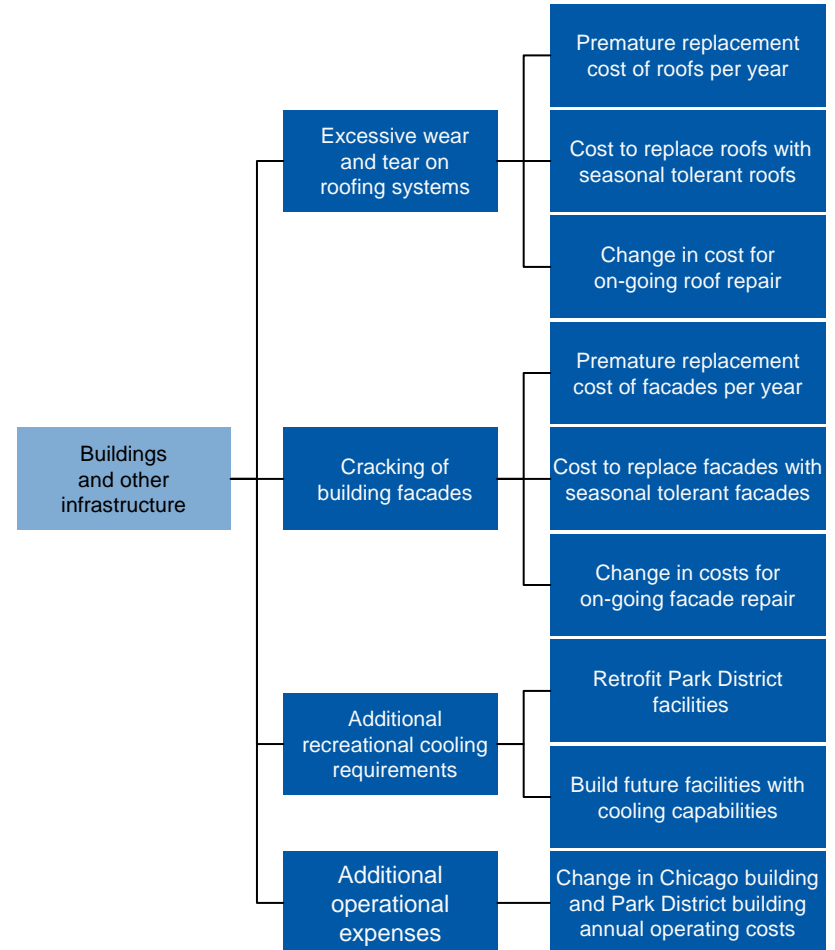 Buildings
and other
infrastructure
Excessive wear
and tear on
roofing systems
Premature replacement
cost of roofs per year
Cost to replace roofs with
seasonal tolerant roofs
Change in cost for
on-going roof repair
Cracking of
building facades
Premature replacement
cost of facades per year
Cost to replace facades with
seasonal tolerant facades
Change in costs for
on-going facade repair
Additional
recreational cooling
requirements
Retrofit Park District
facilities
Build future facilities with
cooling capabilities
Additional
operational
expenses
Change in Chicago building
and Park District building
annual operating costs